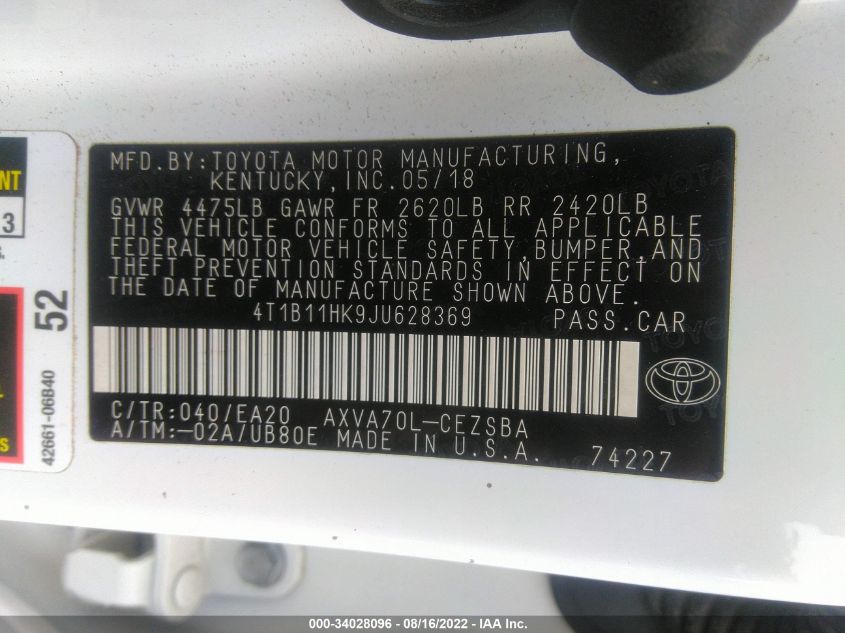 MFD.BY:TOYOTA MOTOR MANUFACTURING,
KENTUCKY,INC.05/18
GVWR 4475LB GAWR FR 2620LB RR 2420LB
THIS VEHICLE CONFORMS TO ALL APPLICABLE
FEDERAL MOTOR VEHICLE SAFETY,BUMPER,AND
THEFT PREVENTION STANDARDS IN EFFECT ON
THE DATE OF MANUFACTURE SHOWN ABOVE.
4T1B11HK9JU628369 PASS.CAR
C/TR:040/EA20 AXVA70L-CEZSBA
A/TM:-02A/UB80E MADE IN U.S.A. 74227
NT
3
52
42661-06B40
S
000-34028096 - 08/16/2022 - IAA Inc.